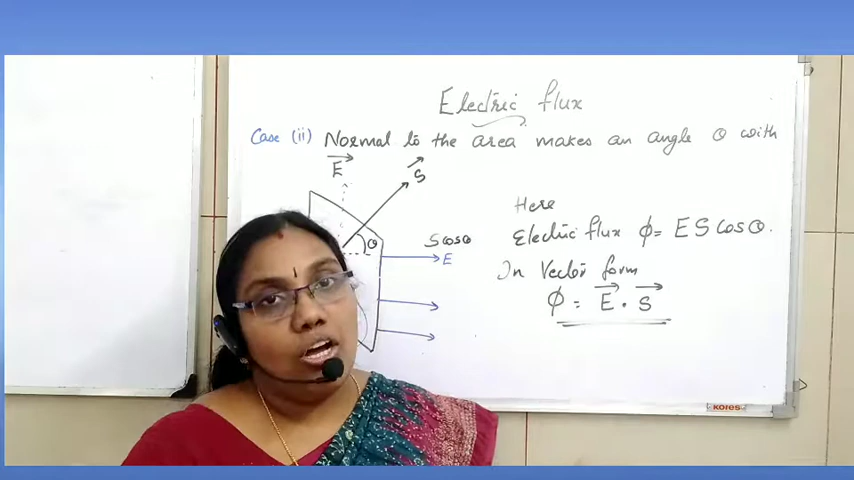 Electric flux
Case (ii) Normal to the area makes an angle θ with
E
S
θ
S cosθ
E
Here
Electric flux ϕ = E S Cosθ.
In Vector form
ϕ = E . S
KORES